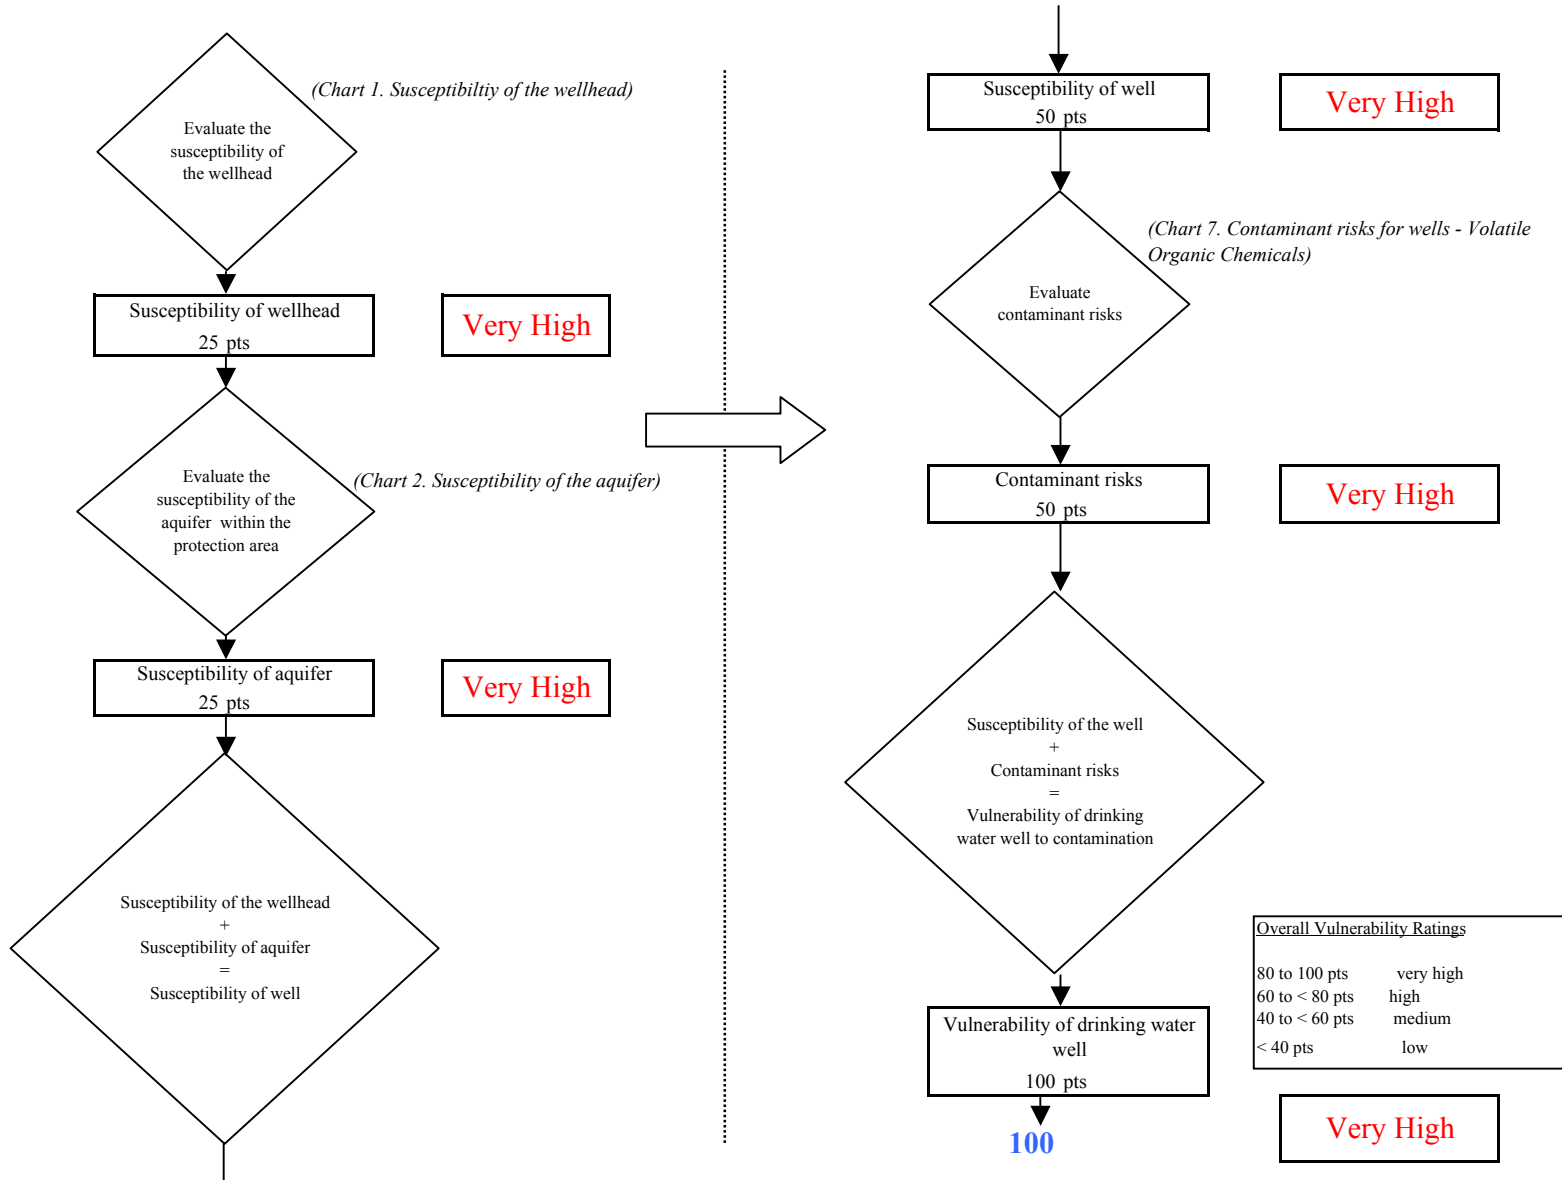 (Chart 1. Susceptibiltiy of the wellhead)
Evaluate the
susceptibility of
the wellhead
Susceptibility of wellhead
25 pts
Very High
Evaluate the
susceptibility of the
aquifer within the
protection area
(Chart 2. Susceptibility of the aquifer)
Susceptibility of aquifer
25 pts
Very High
Susceptibility of the wellhead
+
Susceptibility of aquifer
=
Susceptibility of well
Susceptibility of well
50 pts
Very High
(Chart 7. Contaminant risks for wells - Volatile
Organic Chemicals)
Evaluate
contaminant risks
Contaminant risks
50 pts
Very High
Susceptibility of the well
+
Contaminant risks
=
Vulnerability of drinking
water well to contamination
Overall Vulnerability Ratings
80 to 100 pts very high
60 to < 80 pts high
40 to < 60 pts medium
< 40 pts low
Vulnerability of drinking water
well
100 pts
100
Very High